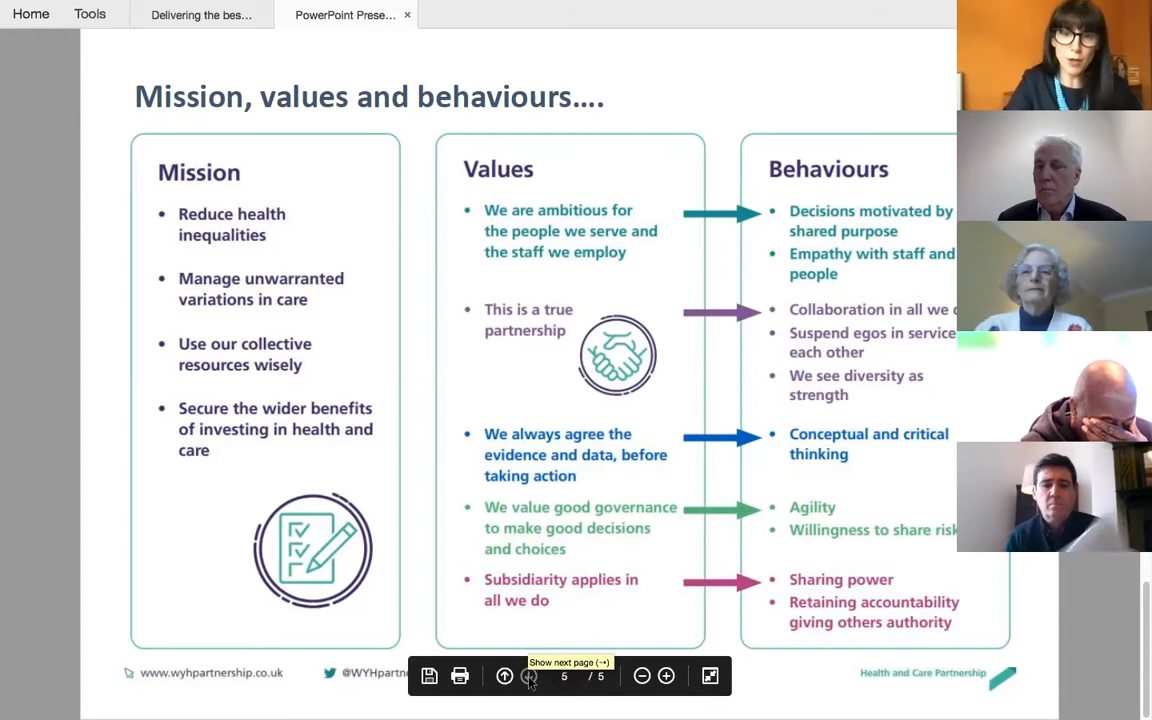 Home Tools Delivering the bes... PowerPoint Prese... ×
Mission, values and behaviours....
Mission
• Reduce health
inequalities
• Manage unwarranted
variations in care
• Use our collective
resources wisely
• Secure the wider benefits
of investing in health and
care
Values
• We are ambitious for
the people we serve and
the staff we employ
• This is a true
partnership
• We always agree the
evidence and data, before
taking action
• We value good governance
to make good decisions
and choices
• Subsidiarity applies in
all we do
Behaviours
• Decisions motivated by
shared purpose
• Empathy with staff and
people
• Collaboration in all we
• Suspend egos in service
each other
• We see diversity as
strength
• Conceptual and critical
thinking
• Agility
• Willingness to share risk
• Sharing power
• Retaining accountability
giving others authority
www.wyhpartnership.co.uk @WYHpartne Health and Care Partnership
Show next page (→)
5 / 5